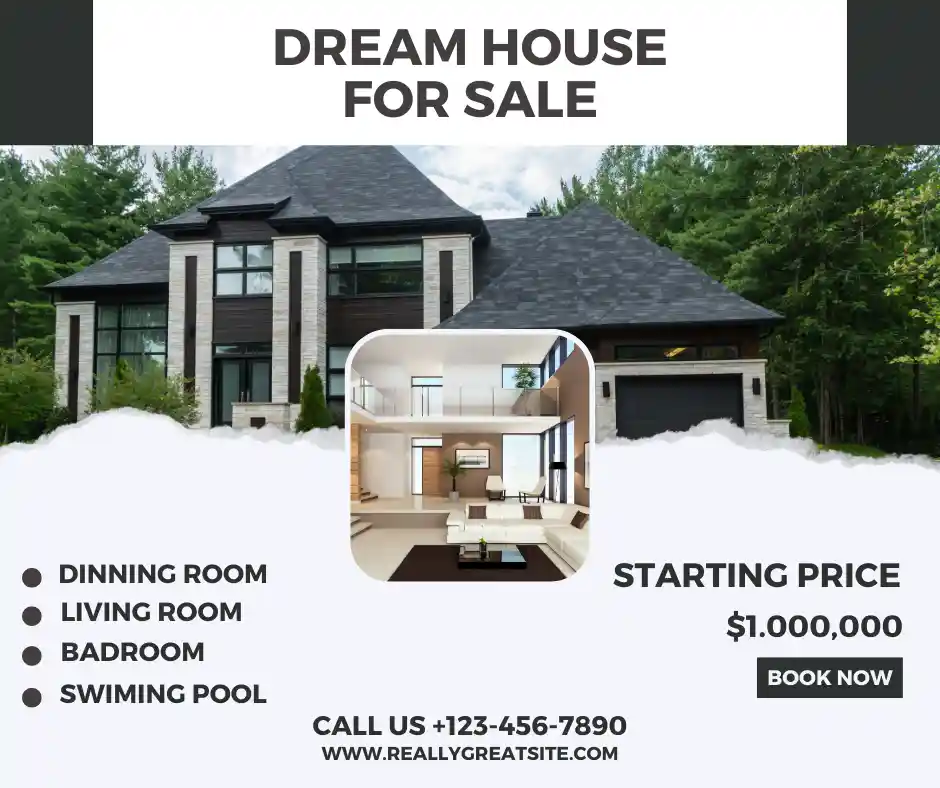 DREAM HOUSE
FOR SALE
DINNING ROOM
LIVING ROOM
BADROOM
SWIMING POOL
STARTING PRICE
$1.000,000
BOOK NOW
CALL US +123-456-7890
WWW.REALLYGREATSITE.COM